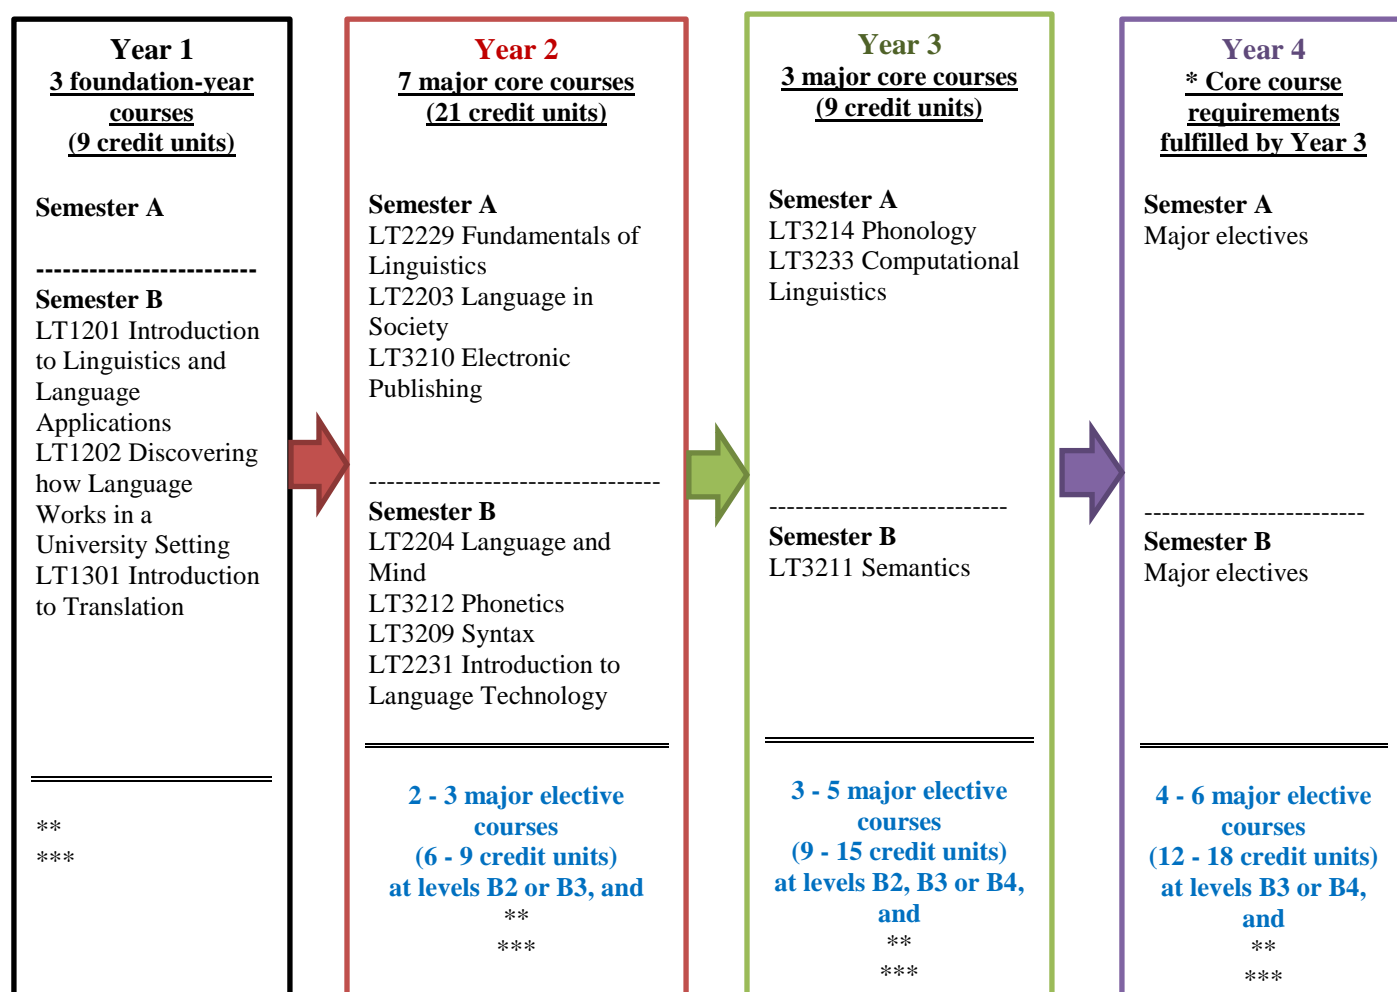 Year 1
3 foundation-year
courses
(9 credit units)
Semester A
--------------------------
Semester B
LT1201 Introduction
to Linguistics and
Language
Applications
LT1202 Discovering
how Language
Works in a
University Setting
LT1301 Introduction
to Translation
**
***
Year 2
7 major core courses
(21 credit units)
Semester A
LT2229 Fundamentals of
Linguistics
LT2203 Language in
Society
LT3210 Electronic
Publishing
---------------------------------
Semester B
LT2204 Language and
Mind
LT3212 Phonetics
LT3209 Syntax
LT2231 Introduction to
Language Technology
2 - 3 major elective
courses
(6 - 9 credit units)
at levels B2 or B3, and
**
***
Year 3
3 major core courses
(9 credit units)
Semester A
LT3214 Phonology
LT3233 Computational
Linguistics
---------------------------
Semester B
LT3211 Semantics
3 - 5 major elective
courses
(9 - 15 credit units)
at levels B2, B3 or B4,
and
**
***
Year 4
* Core course
requirements
fulfilled by Year 3
Semester A
Major electives
-------------------------
Semester B
Major electives
4 - 6 major elective
courses
(12 - 18 credit units)
at levels B3 or B4,
and
**
***